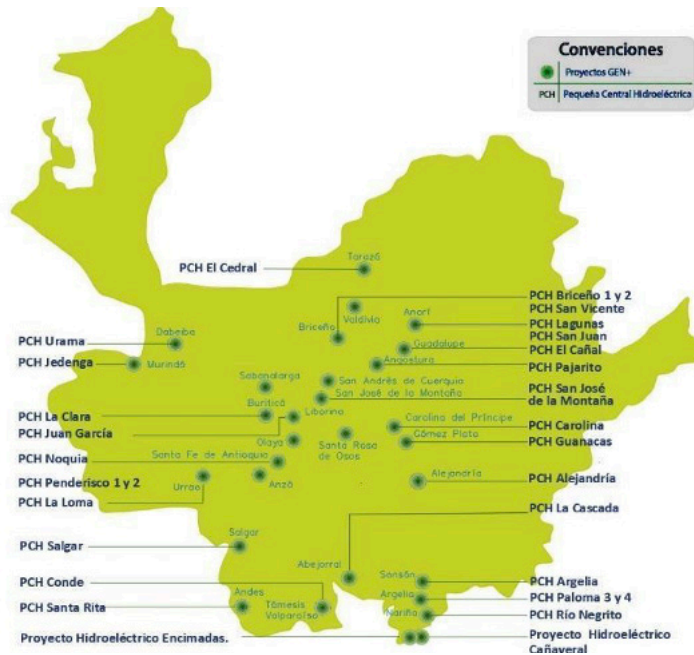 Convenciones
Proyectos GEN+
PCH Pequeña Central Hidroeléctrica
PCH El Cedral
Tarazá
PCH Briceño 1 y 2
PCH San Vicente
Valdivia
Anorí
PCH Lagunas
Briceño
PCH San Juan
PCH Urama
Dabeiba
Guadalupe
PCH El Cañal
PCH Jedenga
Murindó
Angostura
PCH Pajarito
Sabanalarga
San Andrés de Cuerquia
San José de la Montaña
PCH San José
de la Montaña
Buriticá
PCH La Clara
Liborina
Carolina del Príncipe
PCH Carolina
PCH Juan García
Olaya
Santa Rosa
de Osos
Gómez Plata
PCH Guanacas
PCH Noquia
Santa Fe de Antioquia
PCH Penderisco 1 y 2
Urrao
Anzá
Alejandría
PCH Alejandría
PCH La Loma
PCH La Cascada
Salgar
PCH Salgar
Abejorral
Sonsón
PCH Conde
PCH Argelia
Andes
Argelia
PCH Paloma 3 y 4
PCH Santa Rita
Támesis
Valparaíso
Nariño
PCH Río Negrito
Proyecto Hidroeléctrico Encimadas.
Proyecto Hidroeléctrico
Cañaveral